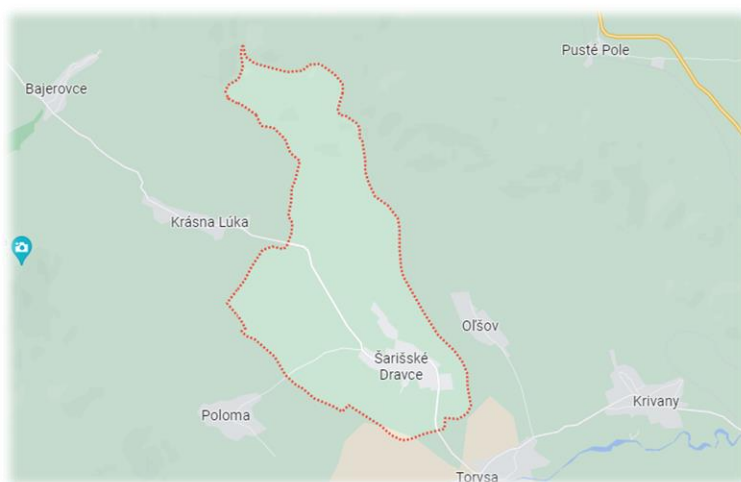 Pusté Pole
Bajerovce
Krásna Lúka
Oľšov
Šarišské
Dravce
Krivany
Poloma
Torysa